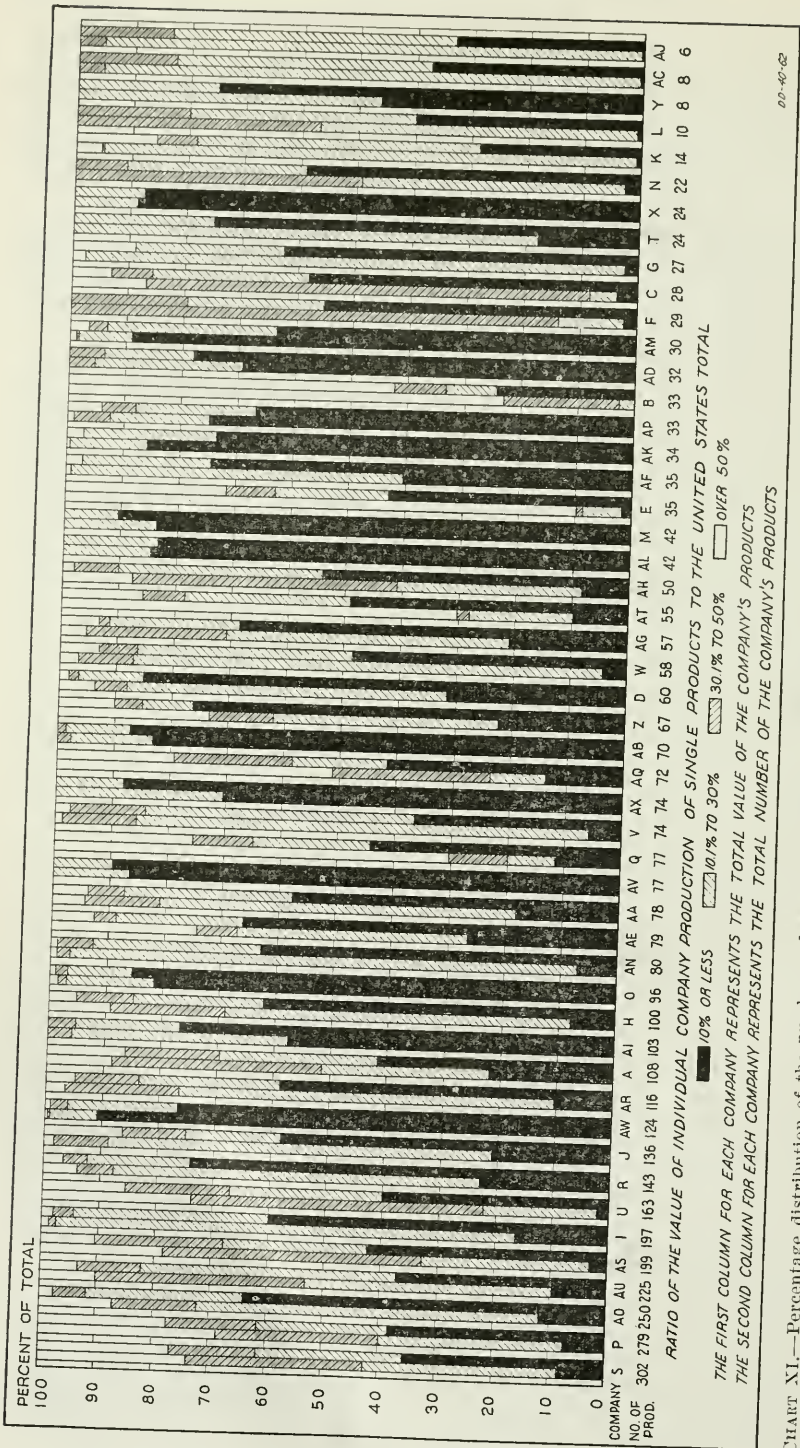 PERCENT OF TOTAL
100
90
80
70
60
50
40
30
20
10
0
COMPANY S P AO AU AS I U R J AW AR A AI H O AN AE AA AV Q V AX AQ AB Z D W AG AT AH AL M E AF AK AP B AD AM F C G T X N K L Y AC AJ
NO. OF PROD. 302 279 250 225 199 197 163 143 136 124 116 108 103 100 96 80 79 78 77 77 74 74 72 70 67 60 58 57 55 50 42 42 35 35 34 33 33 32 30 29 28 27 24 24 22 14 10 8 8 6
RATIO OF THE VALUE OF INDIVIDUAL COMPANY PRODUCTION OF SINGLE PRODUCTS TO THE UNITED STATES TOTAL
10% OR LESS 10.1% TO 30% 30.1% TO 50% OVER 50%
THE FIRST COLUMN FOR EACH COMPANY REPRESENTS THE TOTAL VALUE OF THE COMPANY'S PRODUCTS
THE SECOND COLUMN FOR EACH COMPANY REPRESENTS THE TOTAL NUMBER OF THE COMPANY'S PRODUCTS
DD-40-62
CHART XI.—Percentage distribution of the